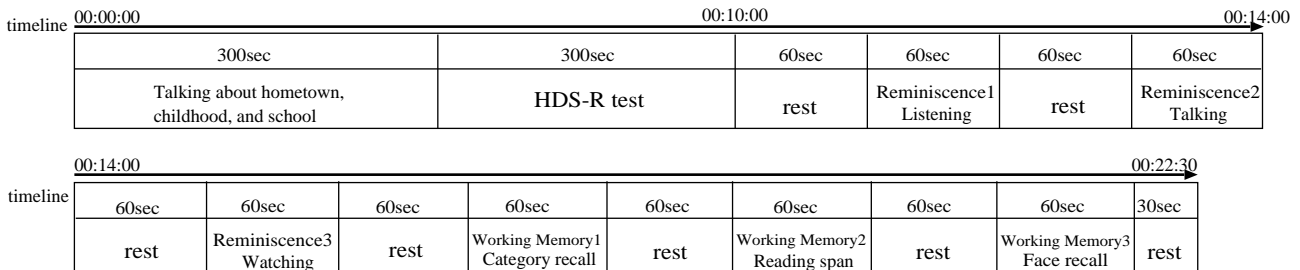 timeline 00:00:00 00:10:00 00:14:00
300sec 300sec 60sec 60sec 60sec 60sec
Talking about hometown,
childhood, and school
HDS-R test
rest
Reminiscence1
Listening
rest
Reminiscence2
Talking
timeline 00:14:00 00:22:30
60sec 60sec 60sec 60sec 60sec 60sec 60sec 60sec 30sec
rest
Reminiscence3
Watching
rest
Working Memory1
Category recall
rest
Working Memory2
Reading span
rest
Working Memory3
Face recall
rest